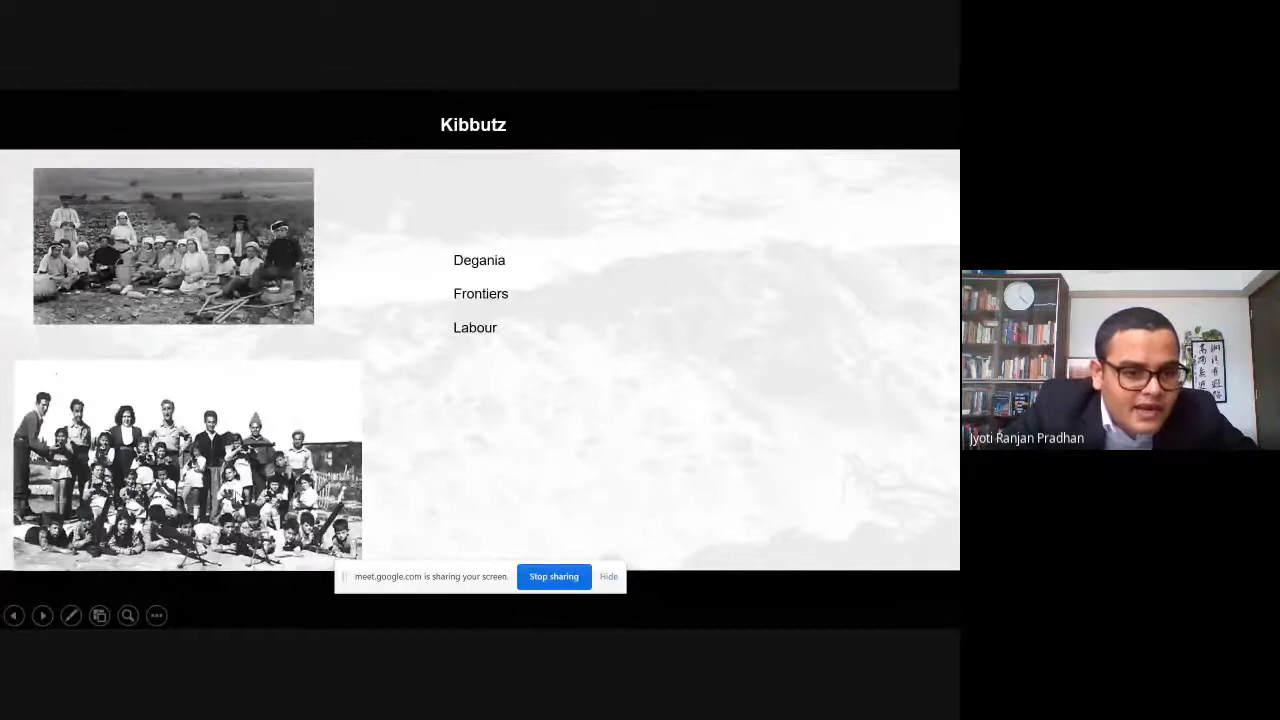 Kibbutz
Degania
Frontiers
Labour
meet.google.com is sharing your screen.
Stop sharing
Hide
Jyoti Ranjan Pradhan